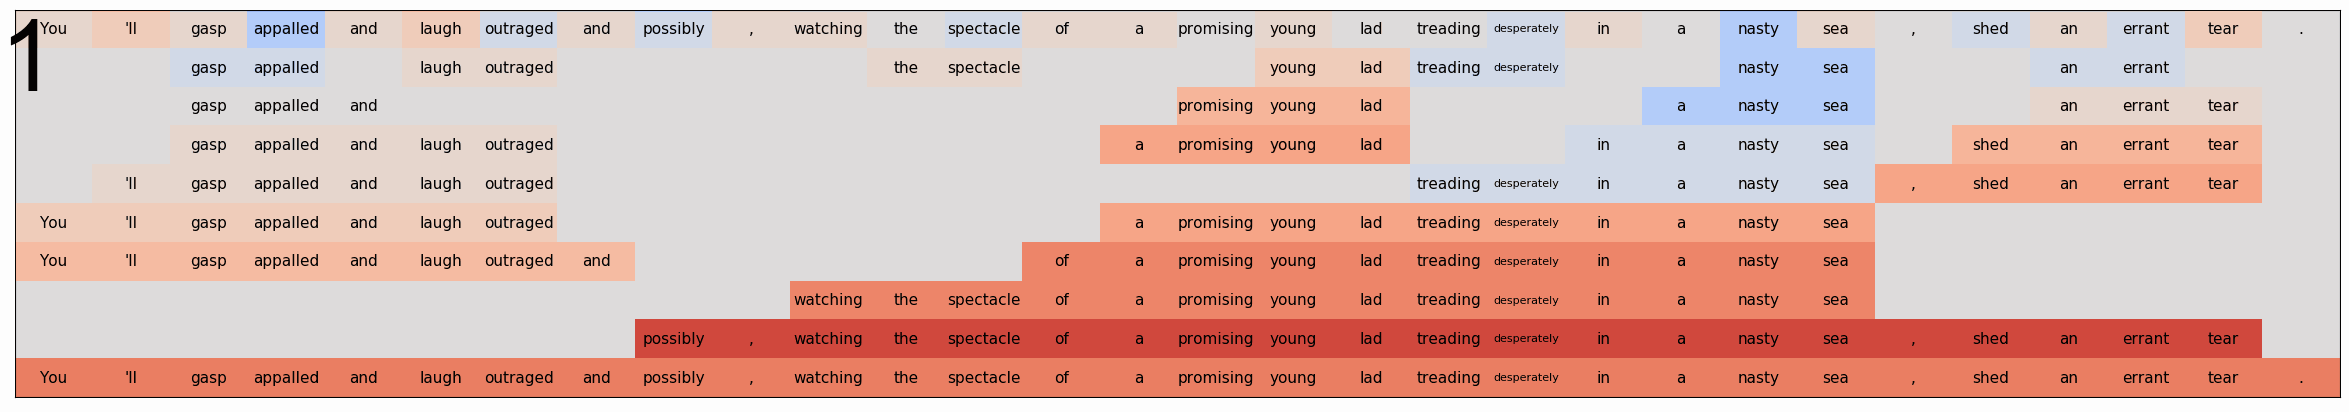 1
You 'll gasp appalled and laugh outraged and possibly , watching the spectacle of a promising young lad treading desperately in a nasty sea , shed an errant tear .
gasp appalled laugh outraged the spectacle young lad treading desperately nasty sea an errant
gasp appalled and promising young lad a nasty sea an errant tear
gasp appalled and laugh outraged a promising young lad in a nasty sea shed an errant tear
'll gasp appalled and laugh outraged treading desperately in a nasty sea , shed an errant tear
You 'll gasp appalled and laugh outraged a promising young lad treading desperately in a nasty sea
You 'll gasp appalled and laugh outraged and of a promising young lad treading desperately in a nasty sea
watching the spectacle of a promising young lad treading desperately in a nasty sea
possibly , watching the spectacle of a promising young lad treading desperately in a nasty sea , shed an errant tear
You 'll gasp appalled and laugh outraged and possibly , watching the spectacle of a promising young lad treading desperately in a nasty sea , shed an errant tear .